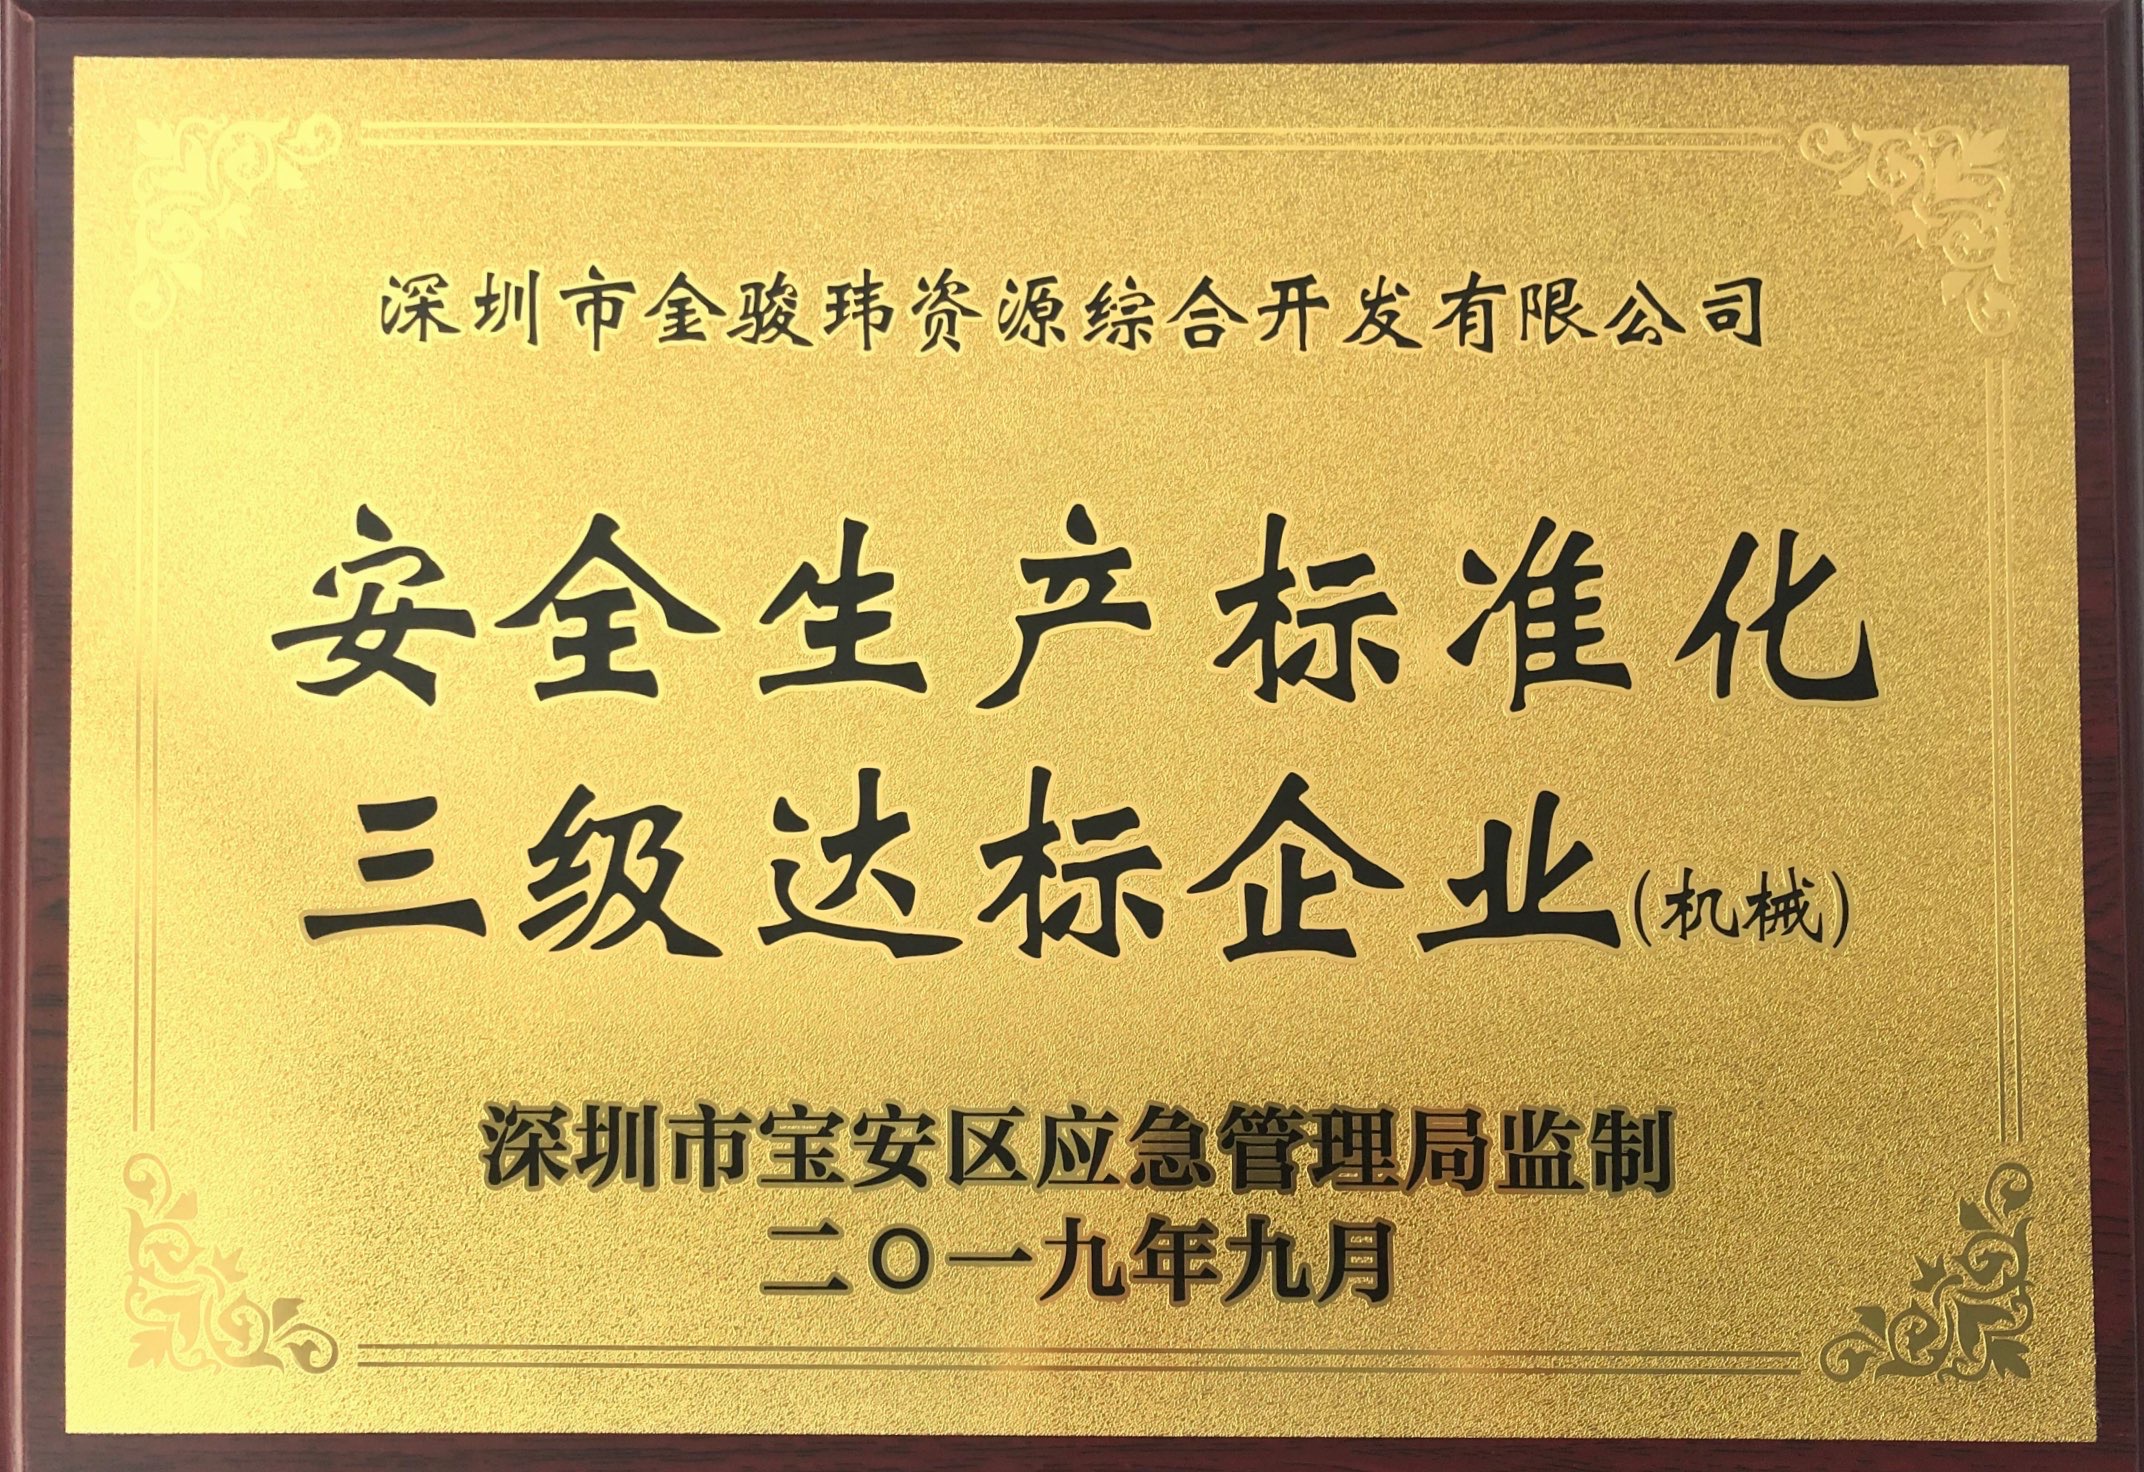 深圳市金骏玮资源综合开发有限公司
安全生产标准化
三级达标企业(机械)
深圳市宝安区应急管理局监制
二〇一九年九月